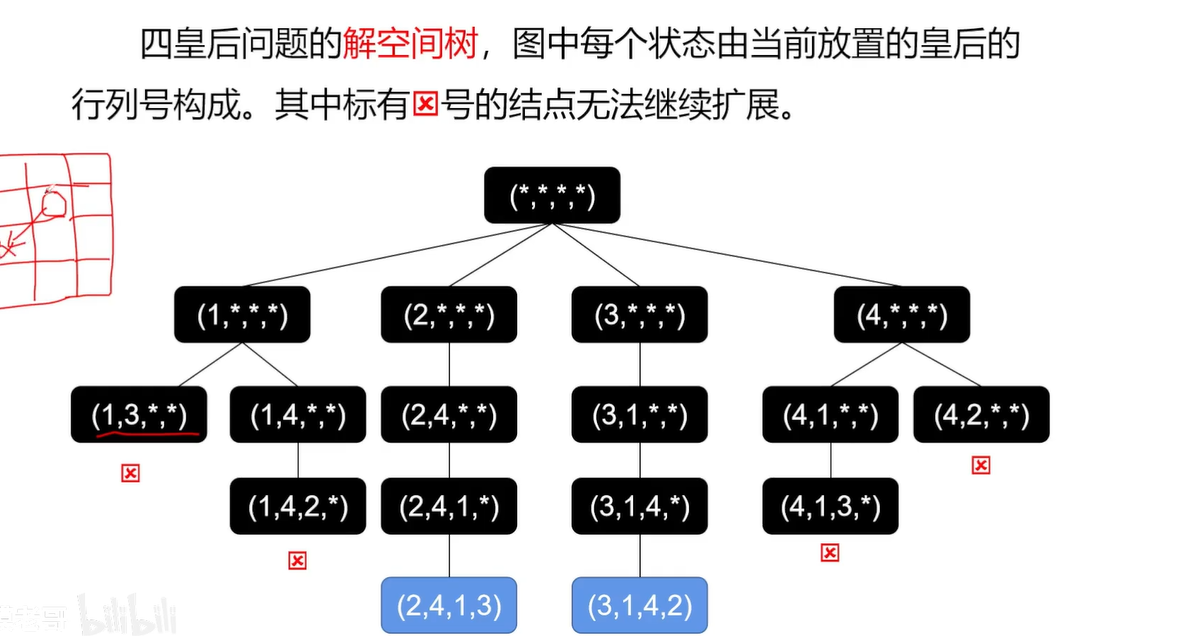 四皇后问题的解空间树，图中每个状态由当前放置的皇后的
行列号构成。其中标有☒号的结点无法继续扩展。
(*,*,*,*)
(1,*,*,*) (2,*,*,*) (3,*,*,*) (4,*,*,*)
(1,3,*,*) (1,4,*,*) (2,4,*,*) (3,1,*,*) (4,1,*,*) (4,2,*,*)
(1,4,2,*) (2,4,1,*) (3,1,4,*) (4,1,3,*)
(2,4,1,3) (3,1,4,2)
bilibili